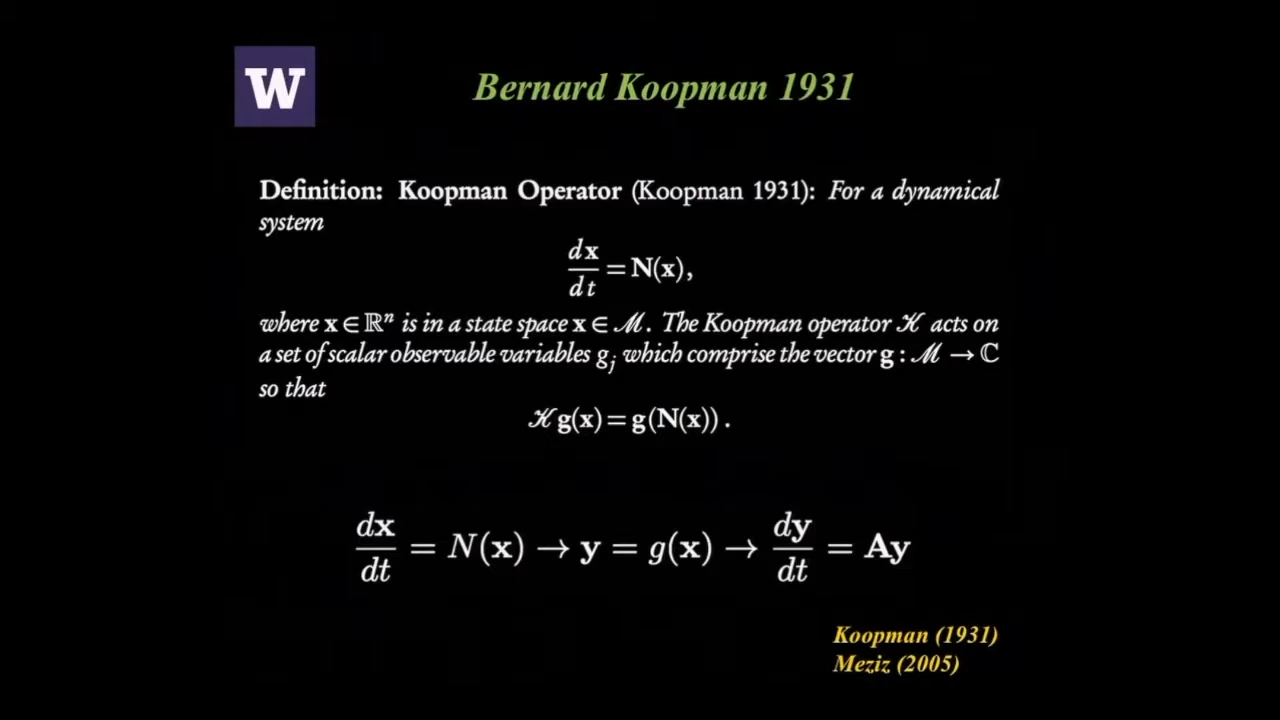 W
Bernard Koopman 1931
Definition: Koopman Operator (Koopman 1931): For a dynamical
system
dx/dt = N(x),
where x ∈ ℝⁿ is in a state space x ∈ ℳ. The Koopman operator 𝒦 acts on
a set of scalar observable variables gⱼ which comprise the vector g : ℳ → ℂ
so that
𝒦 g(x) = g(N(x)) .
dx/dt = N(x) → y = g(x) → dy/dt = Ay
Koopman (1931)
Meziz (2005)